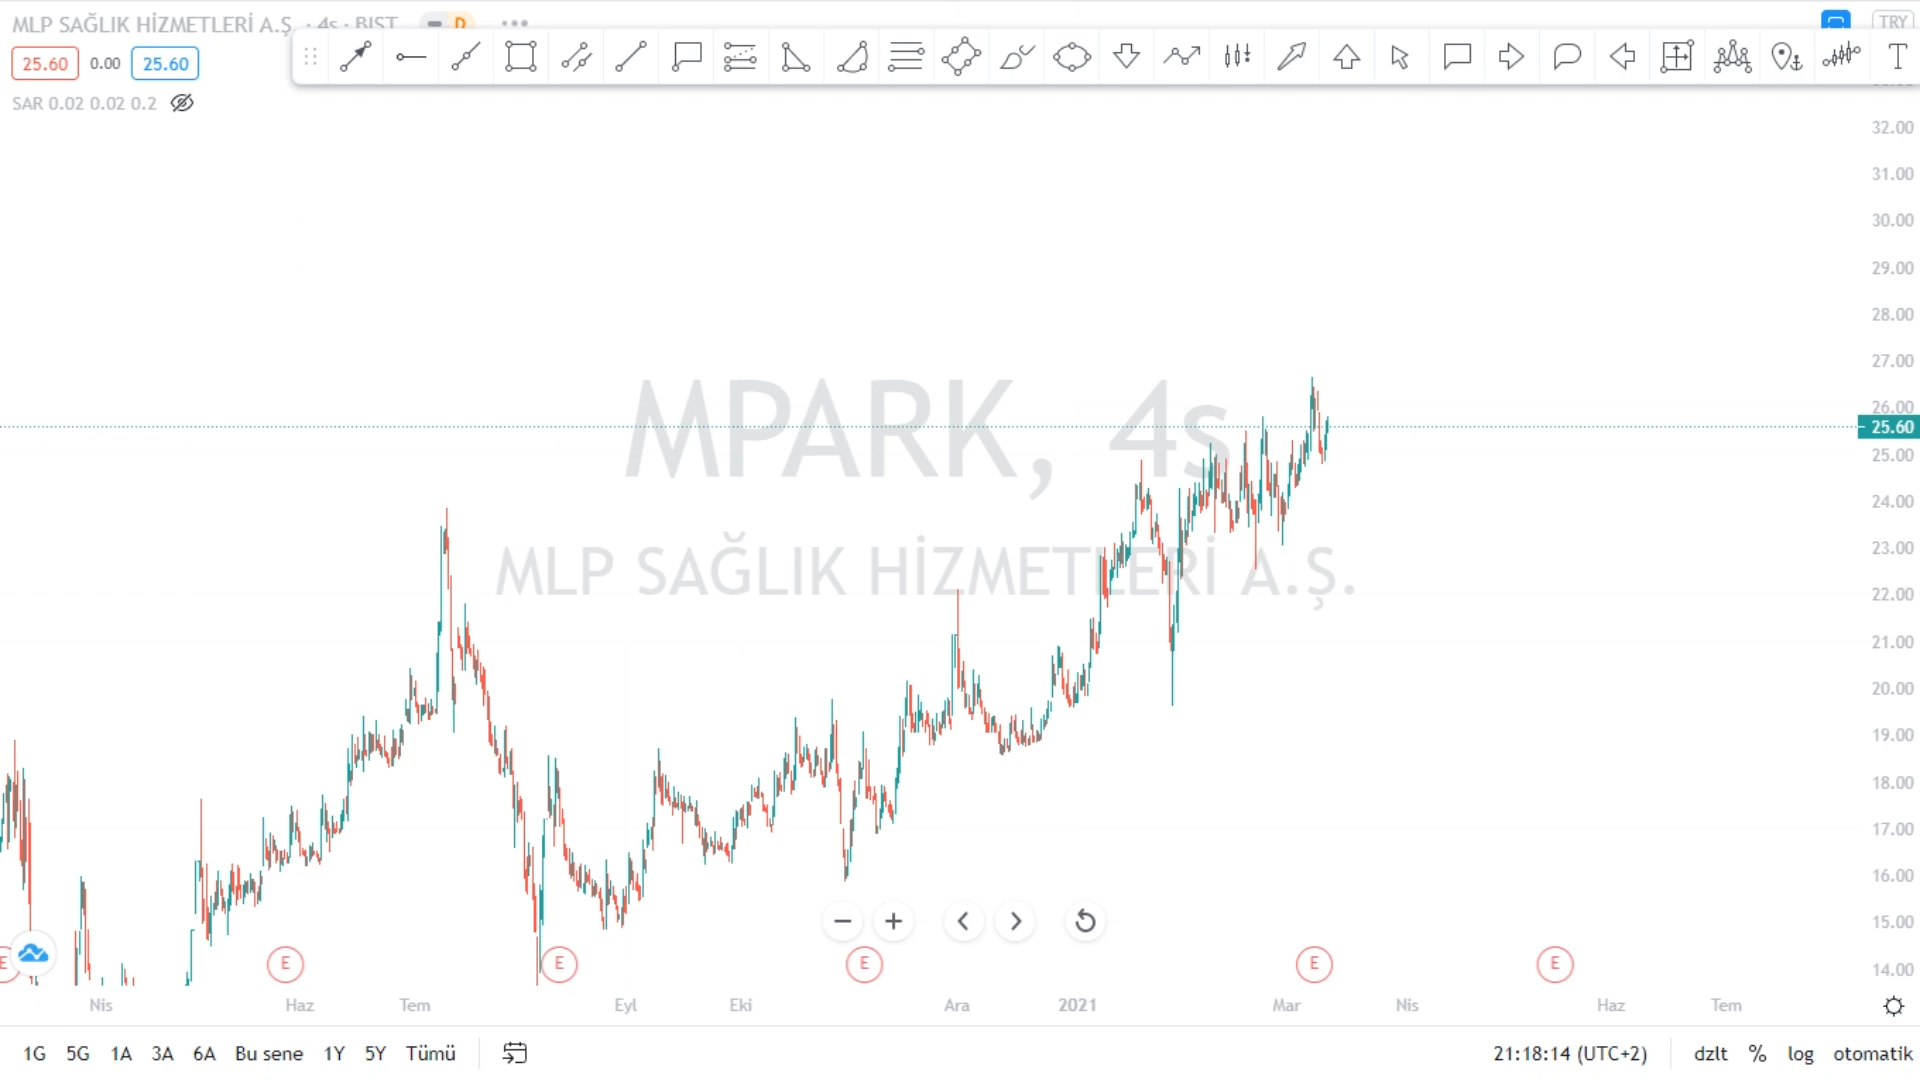 MLP SAĞLIK HİZMETLERİ A.Ş. · 4s · BIST D
TRY
25.60 0.00 25.60
T
SAR 0.02 0.02 0.2
32.00
31.00
30.00
29.00
28.00
27.00
26.00
25.60
25.00
24.00
23.00
22.00
21.00
20.00
19.00
18.00
17.00
16.00
15.00
14.00
MPARK, 4s
MLP SAĞLIK HİZMETLERİ A.Ş.
E E E E E E
Nis Haz Tem Eyl Eki Ara 2021 Mar Nis Haz Tem
1G 5G 1A 3A 6A Bu sene 1Y 5Y Tümü 21:18:14 (UTC+2) dzlt % log otomatik